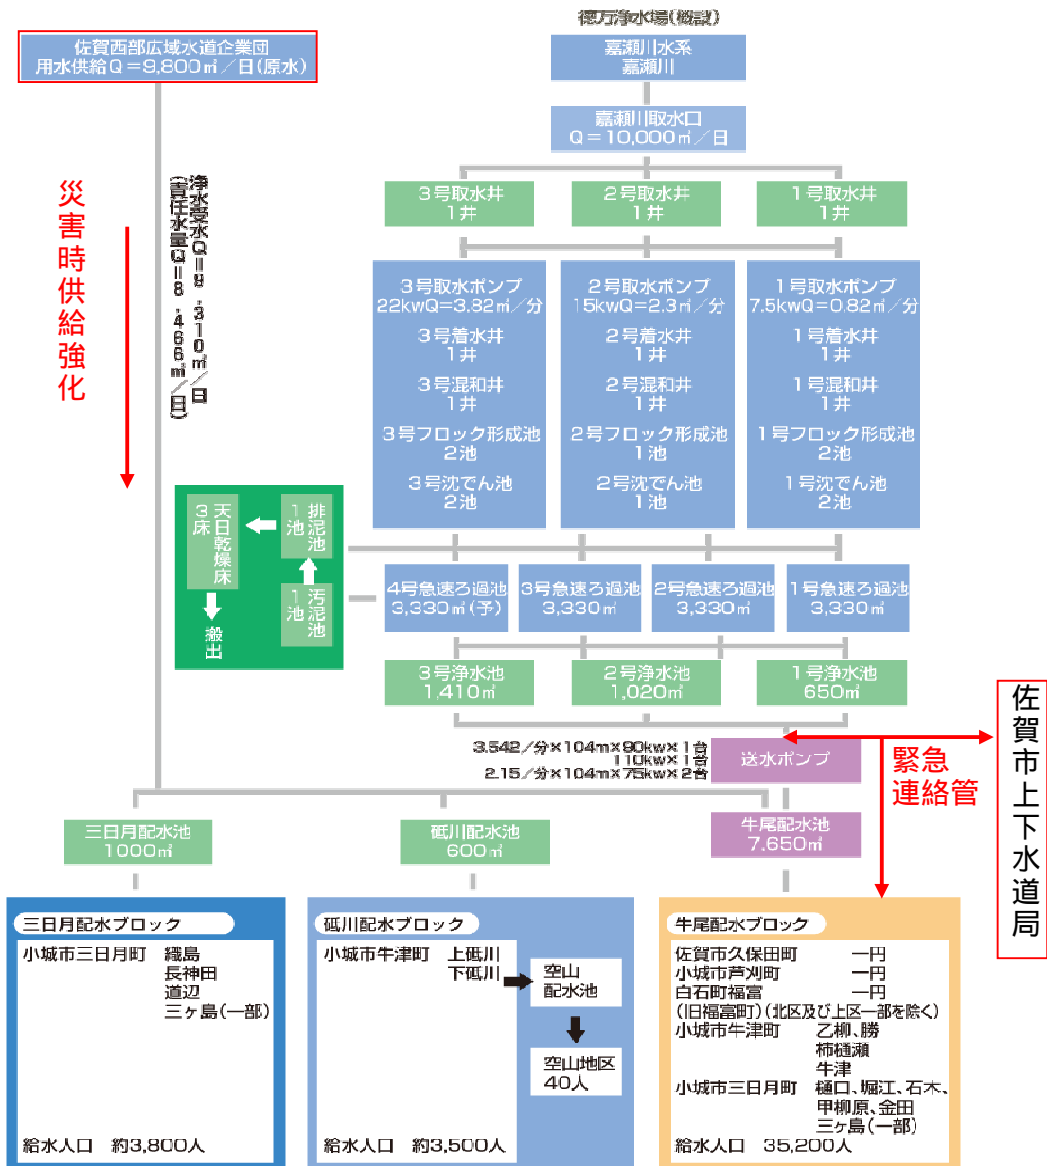 徳万浄水場(概設)
佐賀西部広域水道企業団
用水供給Q=9,800㎥/日(原水)
嘉瀬川水系
嘉瀬川
嘉瀬川取水口
Q=10,000㎥/日
災害時供給強化
浄水受水Q=9,310㎥/日
(責任水量Q=8,466㎥/日)
3号取水井
1井
2号取水井
1井
1号取水井
1井
3号取水ポンプ
22kwQ=3.82㎥/分
3号着水井
1井
3号混和井
1井
3号フロック形成池
2池
3号沈でん池
2池
2号取水ポンプ
15kwQ=2.3㎥/分
2号着水井
1井
2号混和井
1井
2号フロック形成池
1池
2号沈でん池
1池
1号取水ポンプ
7.5kwQ=0.82㎥/分
1号着水井
1井
1号混和井
1井
1号フロック形成池
2池
1号沈でん池
2池
天日乾燥床
3床
排泥池
1池
汚泥池
1池
搬出
4号急速ろ過池
3,330㎥(予)
3号急速ろ過池
3,330㎥
2号急速ろ過池
3,330㎥
1号急速ろ過池
3,330㎥
3号浄水池
1,410㎥
2号浄水池
1,020㎥
1号浄水池
650㎥
3.542/分×104m×90kw×1台
110kw×1台
2.15/分×104m×75kw×2台
送水ポンプ
緊急
連絡管
佐賀市上下水道局
三日月配水池
1000㎥
砥川配水池
600㎥
牛尾配水池
7,650㎥
三日月配水ブロック
小城市三日月町 織島
長神田
道辺
三ヶ島(一部)
給水人口 約3,800人
砥川配水ブロック
小城市牛津町 上砥川
下砥川
空山
配水池
空山地区
40人
給水人口 約3,500人
牛尾配水ブロック
佐賀市久保田町 一円
小城市芦刈町 一円
白石町福富 一円
(旧福富町)(北区及び上区一部を除く)
小城市牛津町 乙柳、勝
柿樋瀬
牛津
小城市三日月町 樋口、堀江、石木、
甲柳原、金田
三ヶ島(一部)
給水人口 35,200人